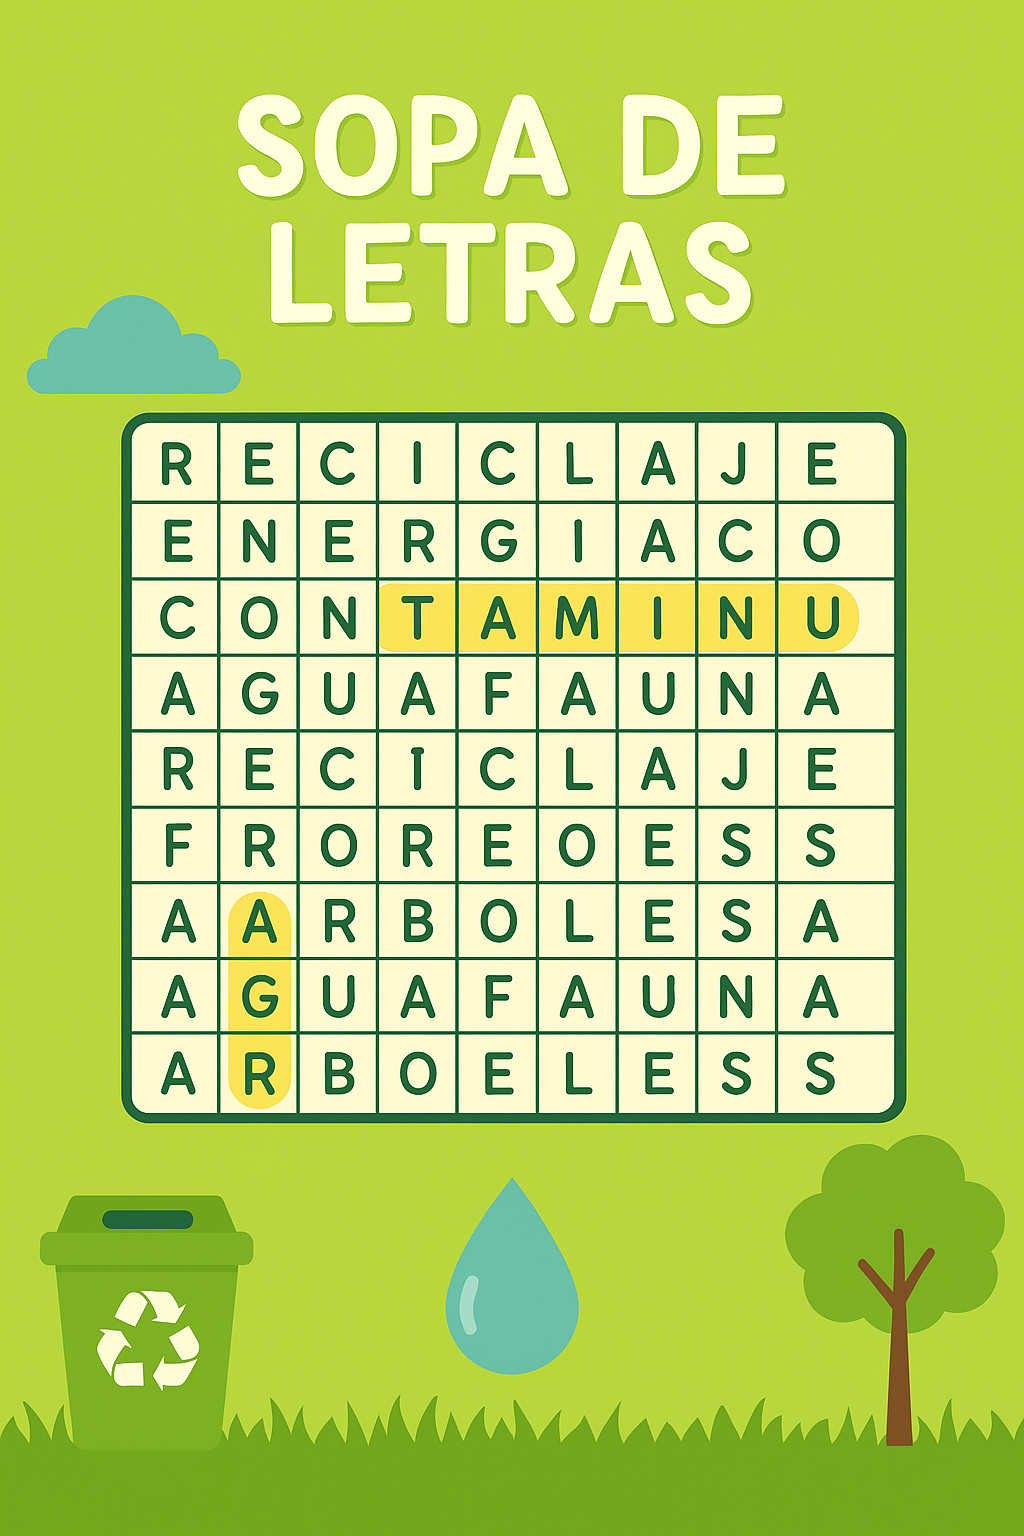 SOPA DE
LETRAS
R E C I C L A J E
E N E R G I A C O
C O N T A M I N U
A G U A F A U N A
R E C I C L A J E
F R O R E O E S S
A A R B O L E S A
A G U A F A U N A
A R B O E L E S S